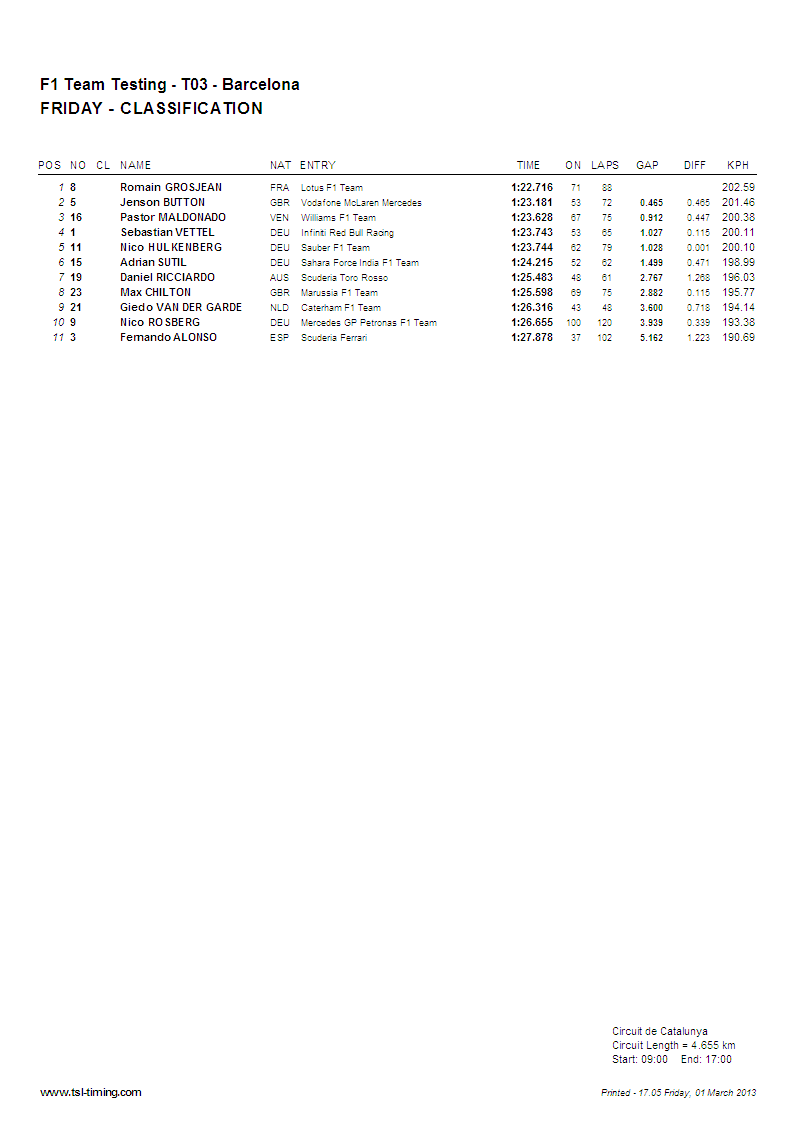 F1 Team Testing - T03 - Barcelona
FRIDAY - CLASSIFICATION
POS NO CL NAME NAT ENTRY TIME ON LAPS GAP DIFF KPH
1 8 Romain GROSJEAN FRA Lotus F1 Team 1:22.716 71 88 202.59
2 5 Jenson BUTTON GBR Vodafone McLaren Mercedes 1:23.181 53 72 0.465 0.465 201.46
3 16 Pastor MALDONADO VEN Williams F1 Team 1:23.628 67 75 0.912 0.447 200.38
4 1 Sebastian VETTEL DEU Infiniti Red Bull Racing 1:23.743 53 65 1.027 0.115 200.11
5 11 Nico HULKENBERG DEU Sauber F1 Team 1:23.744 62 79 1.028 0.001 200.10
6 15 Adrian SUTIL DEU Sahara Force India F1 Team 1:24.215 52 62 1.499 0.471 198.99
7 19 Daniel RICCIARDO AUS Scuderia Toro Rosso 1:25.483 48 61 2.767 1.268 196.03
8 23 Max CHILTON GBR Marussia F1 Team 1:25.598 69 75 2.882 0.115 195.77
9 21 Giedo VAN DER GARDE NLD Caterham F1 Team 1:26.316 43 48 3.600 0.718 194.14
10 9 Nico ROSBERG DEU Mercedes GP Petronas F1 Team 1:26.655 100 120 3.939 0.339 193.38
11 3 Fernando ALONSO ESP Scuderia Ferrari 1:27.878 37 102 5.162 1.223 190.69
Circuit de Catalunya
Circuit Length = 4.655 km
Start: 09:00 End: 17:00
www.tsl-timing.com Printed - 17.05 Friday, 01 March 2013